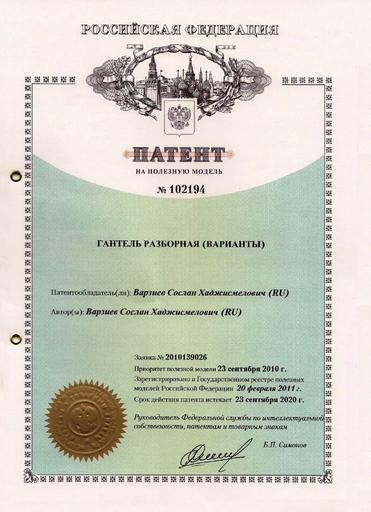 РОССИЙСКАЯ ФЕДЕРАЦИЯ
ПАТЕНТ
НА ПОЛЕЗНУЮ МОДЕЛЬ
№ 102194
ГАНТЕЛЬ РАЗБОРНАЯ (ВАРИАНТЫ)
Патентообладатель(ли): Варзиев Сослан Хаджисмелович (RU)
Автор(ы): Варзиев Сослан Хаджисмелович (RU)
Заявка № 2010139026
Приоритет полезной модели 23 сентября 2010 г.
Зарегистрировано в Государственном реестре полезных
моделей Российской Федерации 20 февраля 2011 г.
Срок действия патента истекает 23 сентября 2020 г.
Руководитель Федеральной службы по интеллектуальной
собственности, патентам и товарным знакам
Б.П. Симонов